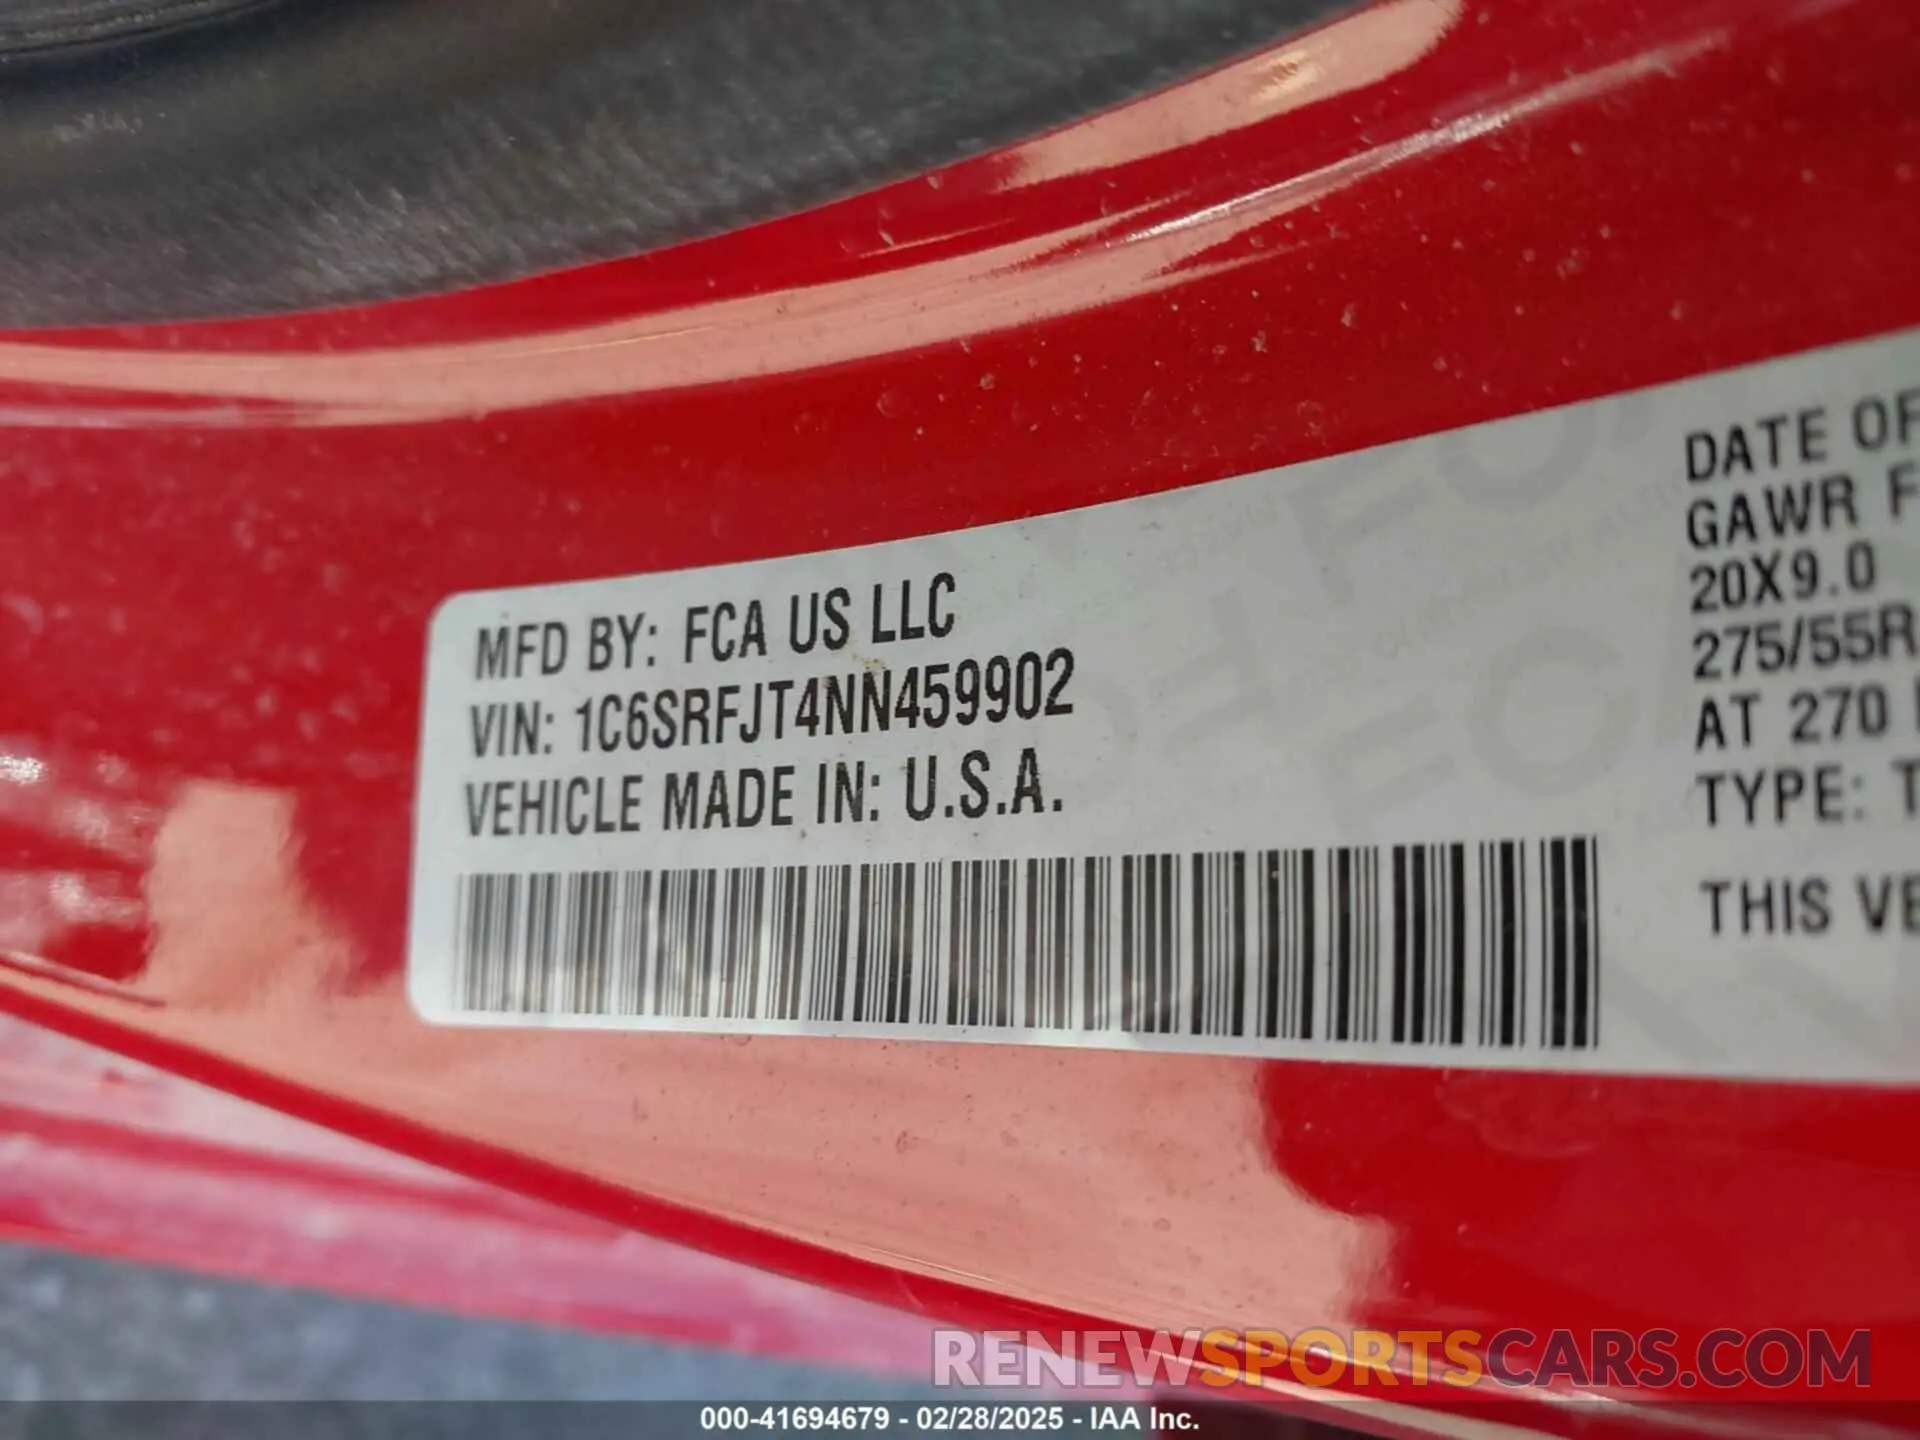 MFD BY: FCA US LLC
VIN: 1C6SRFJT4NN459902
VEHICLE MADE IN: U.S.A.
DATE OF
GAWR F
20X9.0
275/55R
AT 270
TYPE: T
THIS VE
RENEWSPORTSCARS.COM
000-41694679 - 02/28/2025 - IAA Inc.